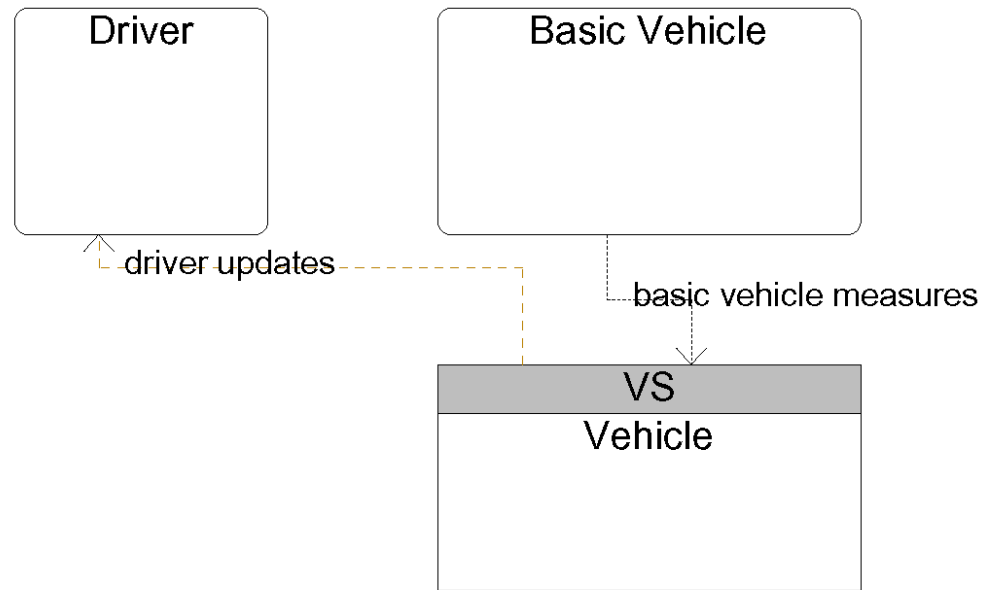 Driver
Basic Vehicle
driver updates
basic vehicle measures
VS
Vehicle